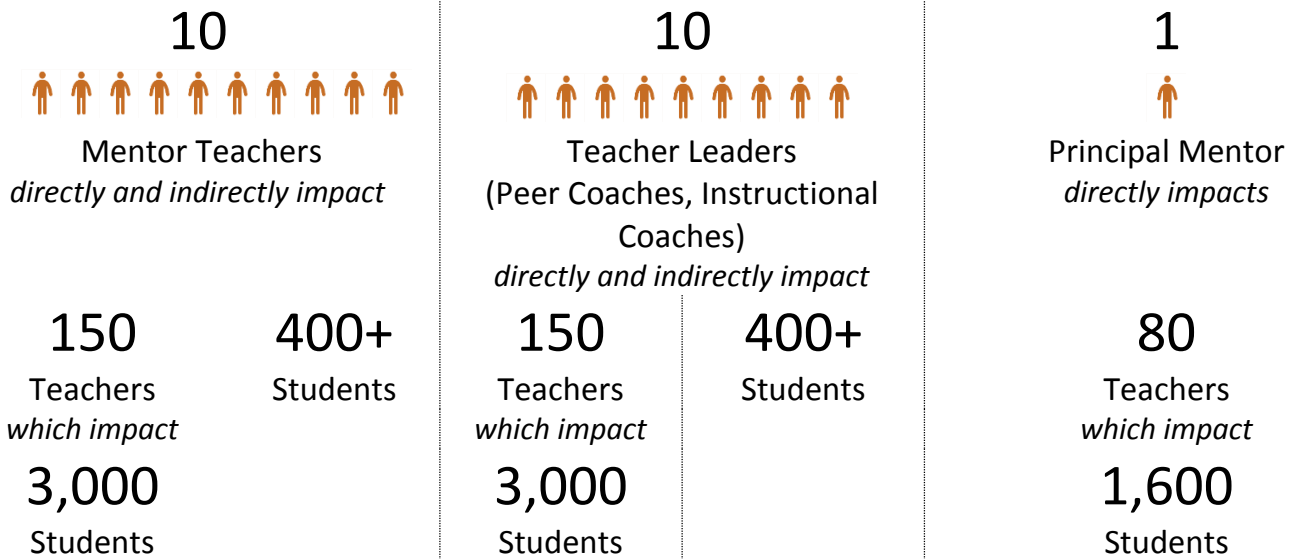 10
Mentor Teachers
directly and indirectly impact
150
Teachers
which impact
3,000
Students
400+
Students
10
Teacher Leaders
(Peer Coaches, Instructional
Coaches)
directly and indirectly impact
150
Teachers
which impact
3,000
Students
400+
Students
1
Principal Mentor
directly impacts
80
Teachers
which impact
1,600
Students